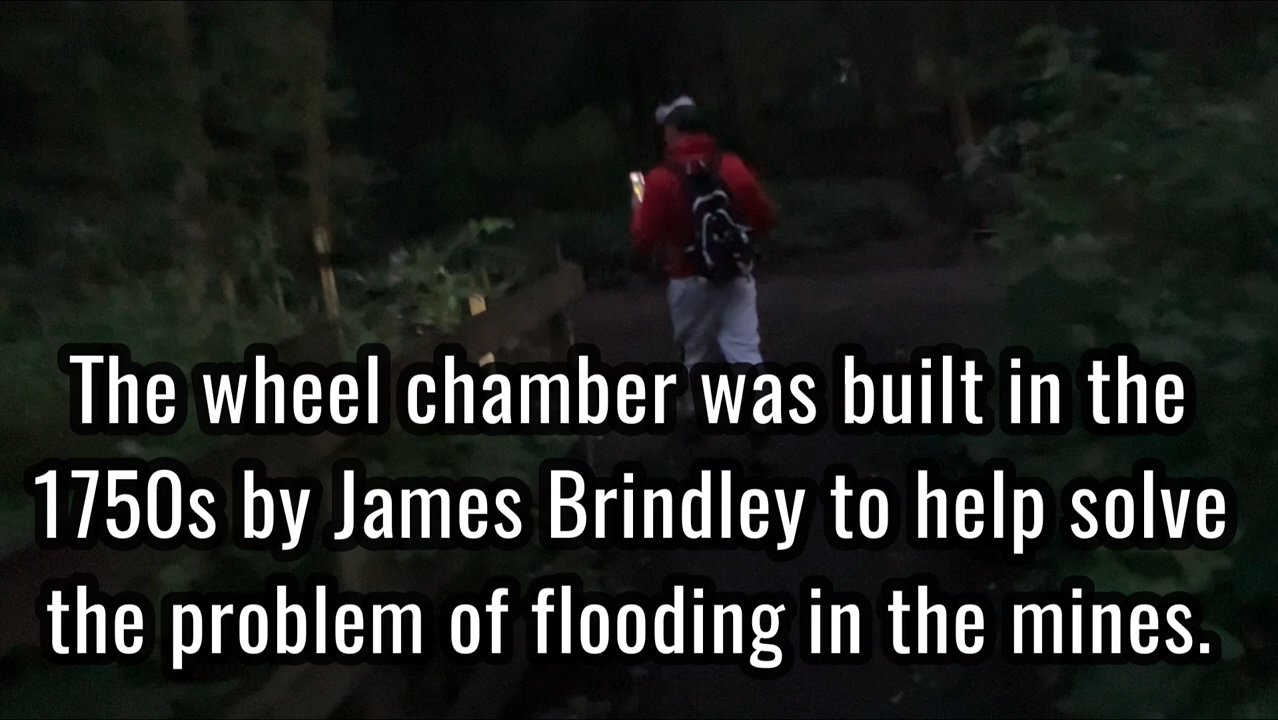 The wheel chamber was built in the
1750s by James Brindley to help solve
the problem of flooding in the mines.